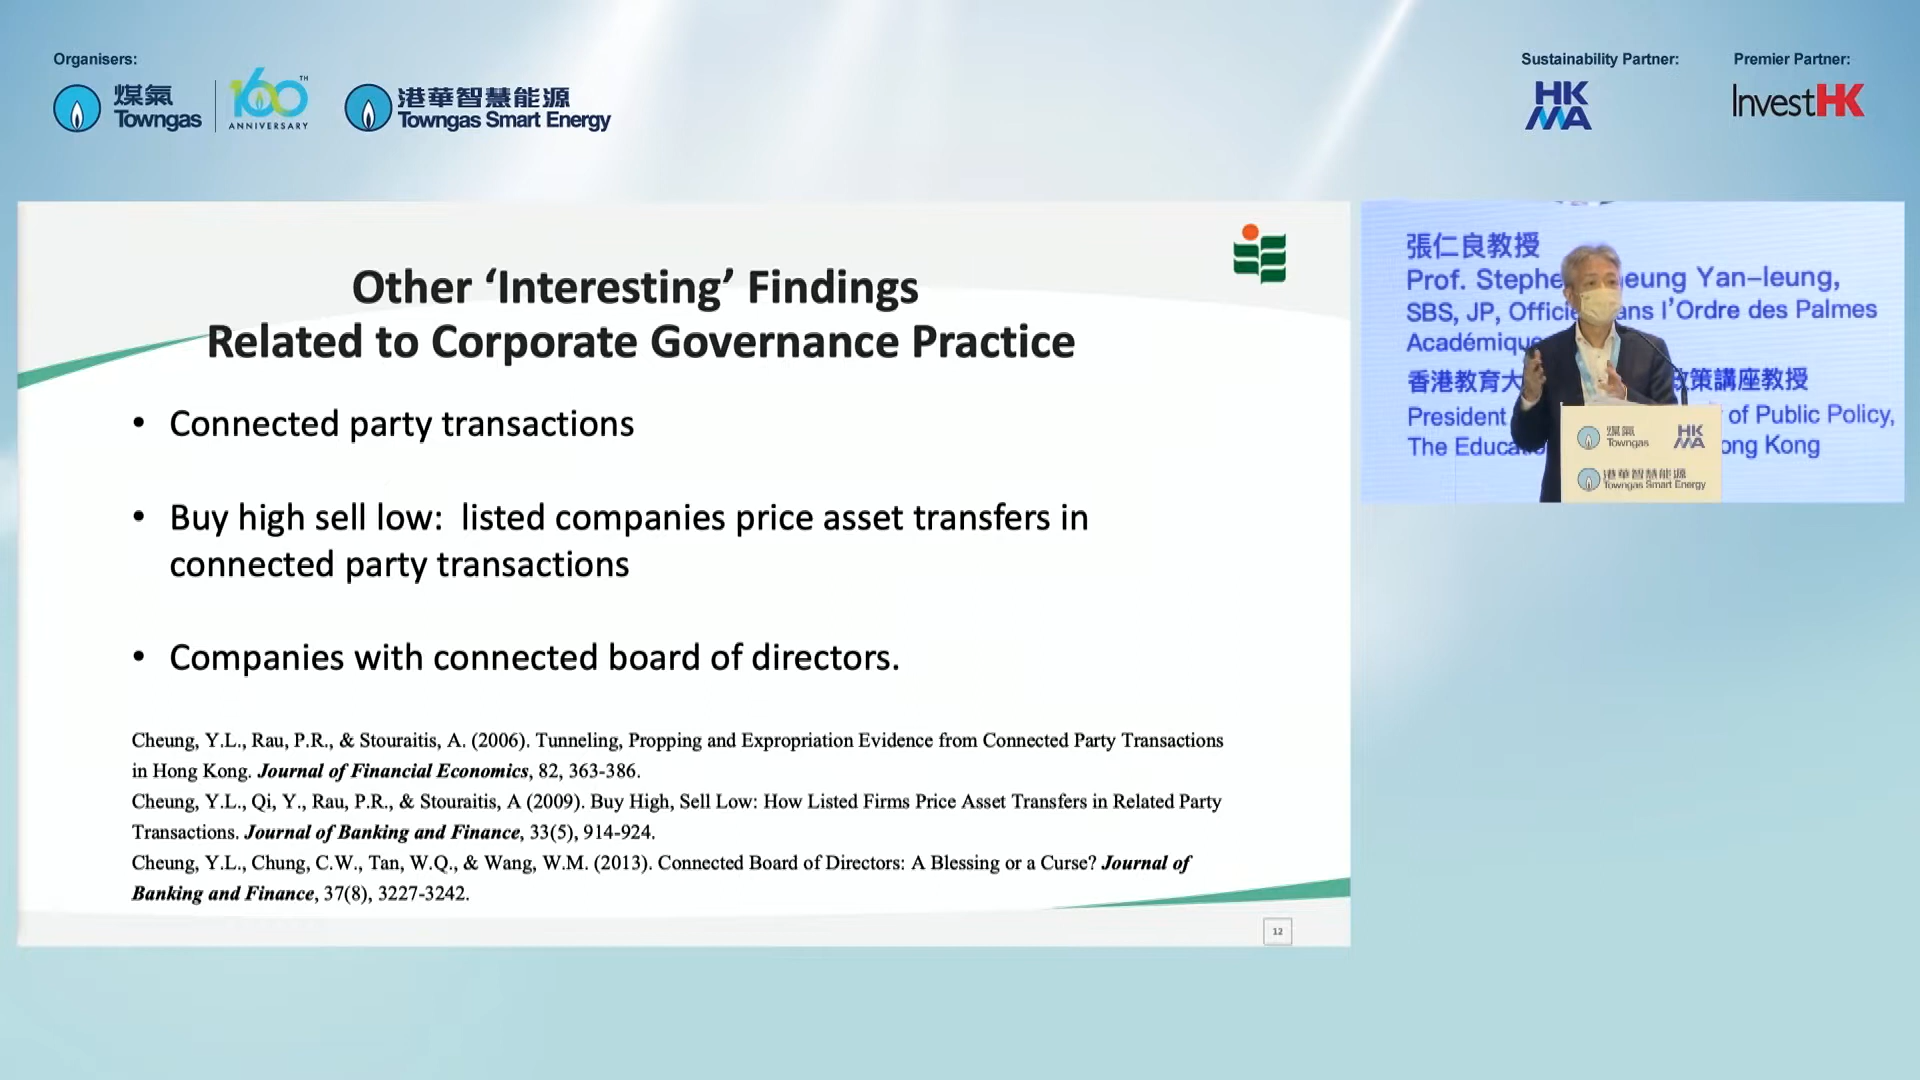 Organisers:
煤氣
Towngas
160TH
ANNIVERSARY
港華智慧能源
Towngas Smart Energy
Sustainability Partner:
HK
MA
Premier Partner:
InvestHK
Other ‘Interesting’ Findings
Related to Corporate Governance Practice
• Connected party transactions
• Buy high sell low:  listed companies price asset transfers in
connected party transactions
• Companies with connected board of directors.
Cheung, Y.L., Rau, P.R., & Stouraitis, A. (2006). Tunneling, Propping and Expropriation Evidence from Connected Party Transactions
in Hong Kong. Journal of Financial Economics, 82, 363-386.
Cheung, Y.L., Qi, Y., Rau, P.R., & Stouraitis, A (2009). Buy High, Sell Low: How Listed Firms Price Asset Transfers in Related Party
Transactions. Journal of Banking and Finance, 33(5), 914-924.
Cheung, Y.L., Chung, C.W., Tan, W.Q., & Wang, W.M. (2013). Connected Board of Directors: A Blessing or a Curse? Journal of
Banking and Finance, 37(8), 3227-3242.
12
張仁良教授
Prof. Stephe eung Yan-leung,
SBS, JP, Offici ans l’Ordre des Palmes
Académiqu
香港教育大 政策講座教授
President of Public Policy,
The Educa ong Kong
煤氣
Towngas
HK
MA
港華智慧能源
Towngas Smart Energy